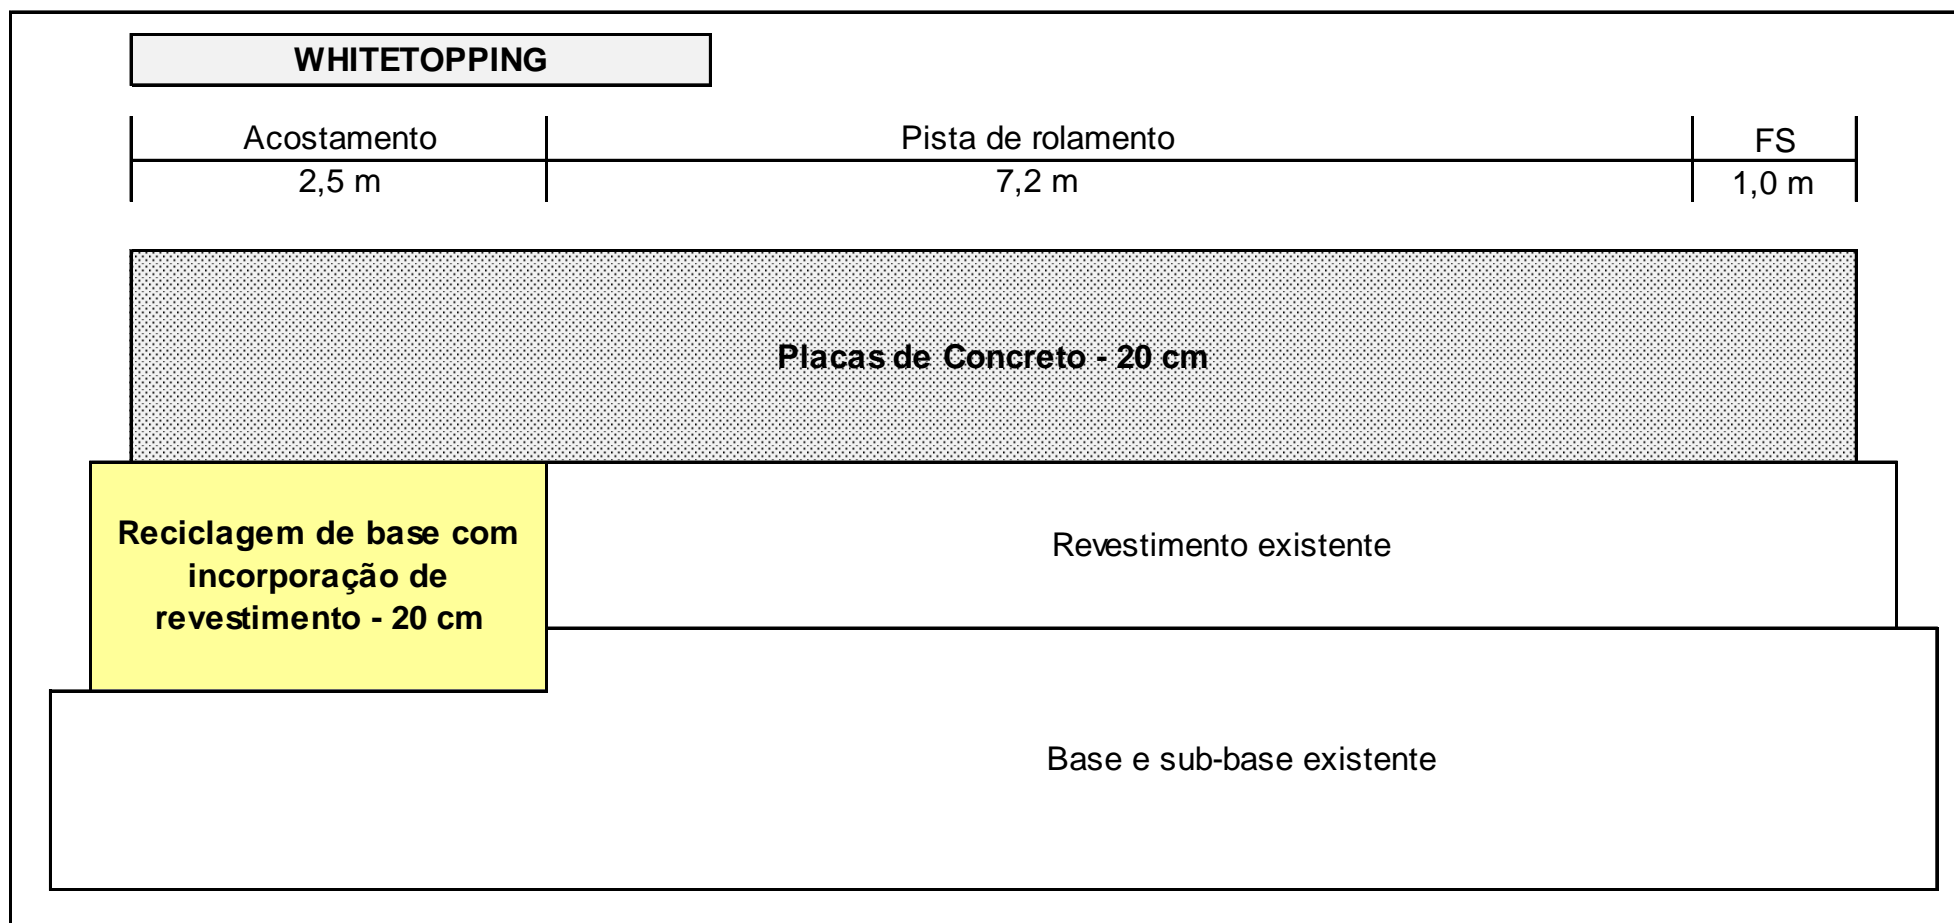 WHITETOPPING
Acostamento
Pista de rolamento
FS
2,5 m
7,2 m
1,0 m
Placas de Concreto - 20 cm
Reciclagem de base com
incorporação de
revestimento - 20 cm
Revestimento existente
Base e sub-base existente